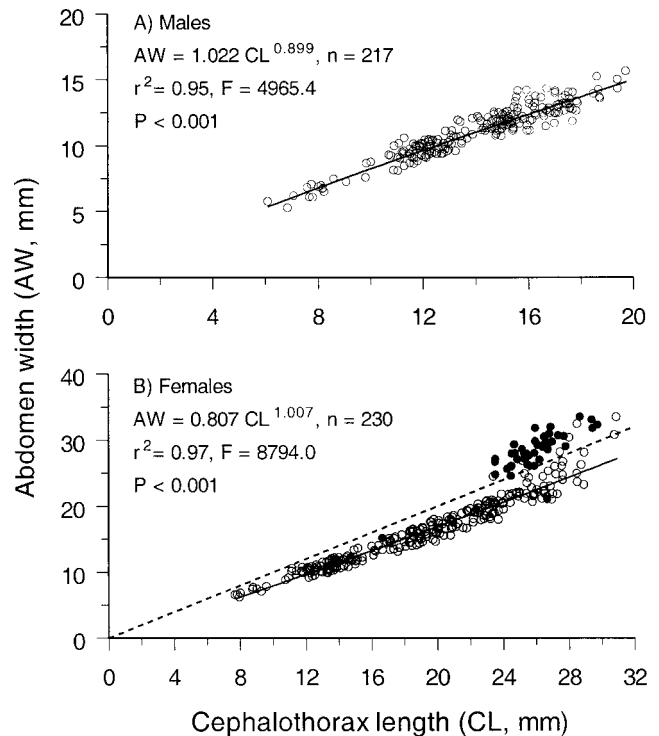 A) Males
AW = 1.022 CL^0.899, n = 217
r²= 0.95, F = 4965.4
P < 0.001
20
15
10
5
0
0 4 8 12 16 20
Abdomen width (AW, mm)
B) Females
AW = 0.807 CL^1.007, n = 230
r²= 0.97, F = 8794.0
P < 0.001
40
30
20
10
0
0 4 8 12 16 20 24 28 32
Cephalothorax length (CL, mm)